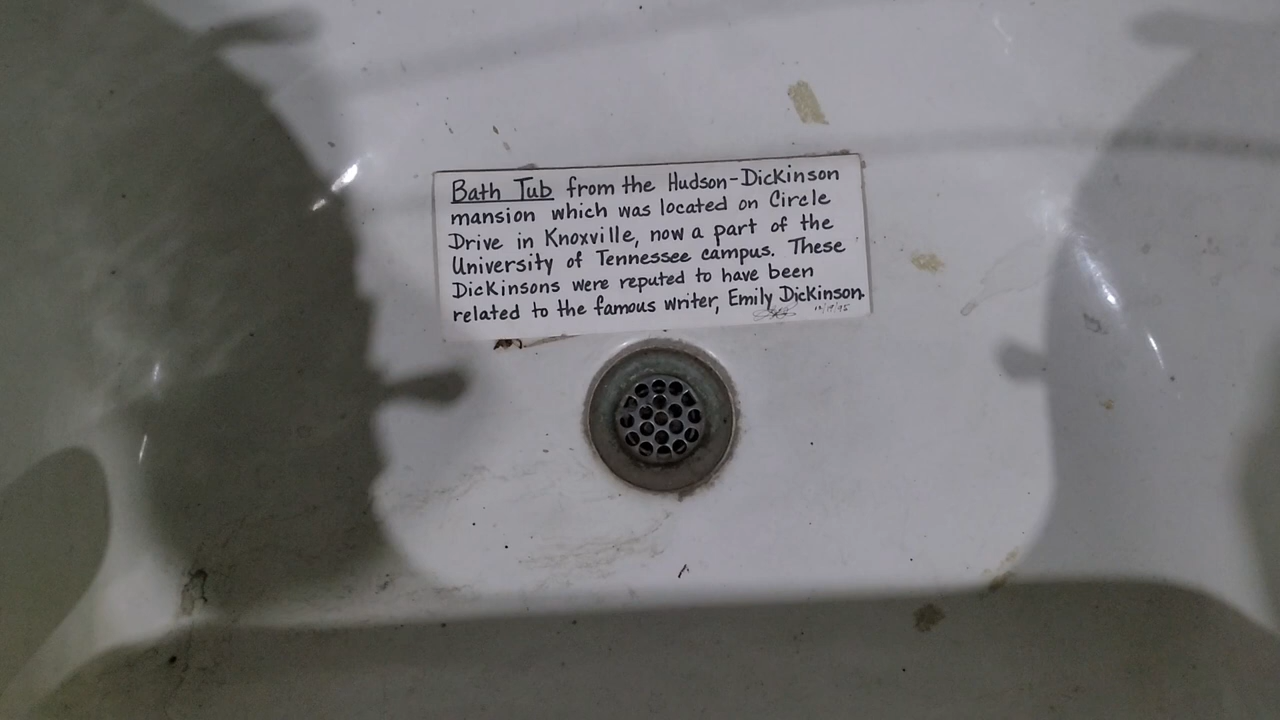 Bath Tub from the Hudson-Dickinson
mansion which was located on Circle
Drive in Knoxville, now a part of the
University of Tennessee campus. These
Dickinsons were reputed to have been
related to the famous writer, Emily Dickinson.